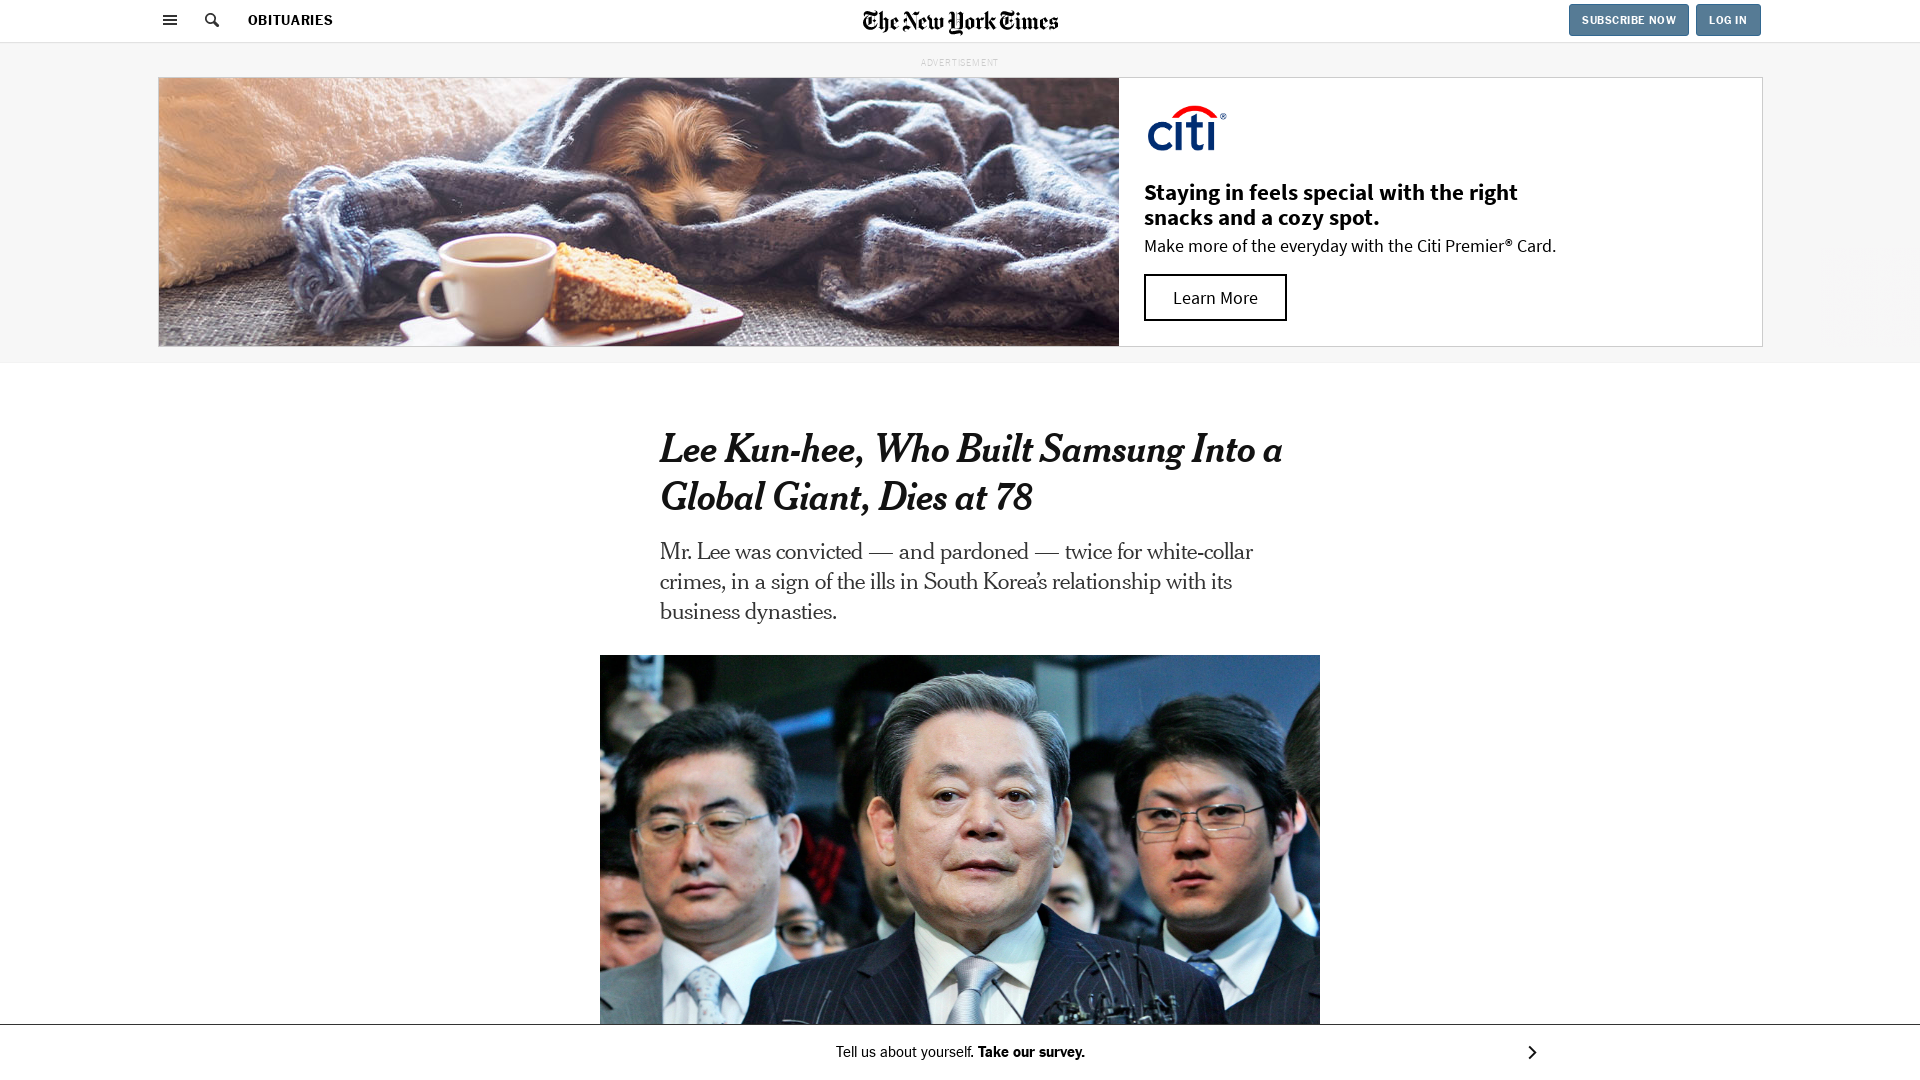 OBITUARIES
The New York Times
SUBSCRIBE NOW
LOG IN
ADVERTISEMENT
citi®
Staying in feels special with the right
snacks and a cozy spot.
Make more of the everyday with the Citi Premier® Card.
Learn More
Lee Kun-hee, Who Built Samsung Into a
Global Giant, Dies at 78
Mr. Lee was convicted — and pardoned — twice for white-collar
crimes, in a sign of the ills in South Korea’s relationship with its
business dynasties.
Tell us about yourself. Take our survey.